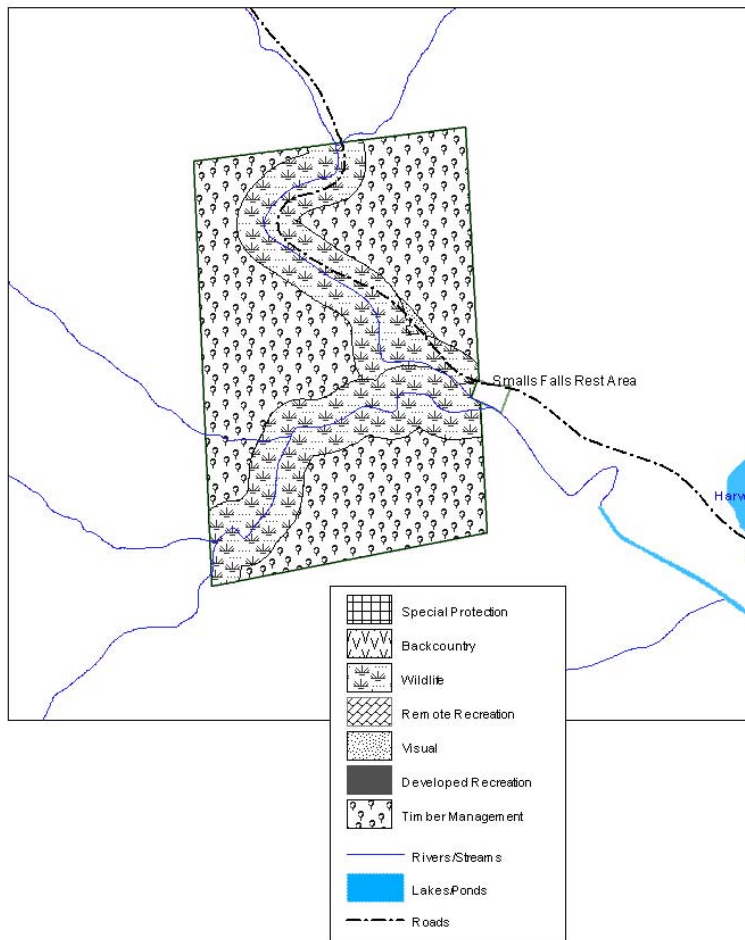 Smalls Falls Rest Area
Harw
Special Protection
Backcountry
Wildlife
Remote Recreation
Visual
Developed Recreation
Timber Management
Rivers/Streams
Lakes/Ponds
Roads